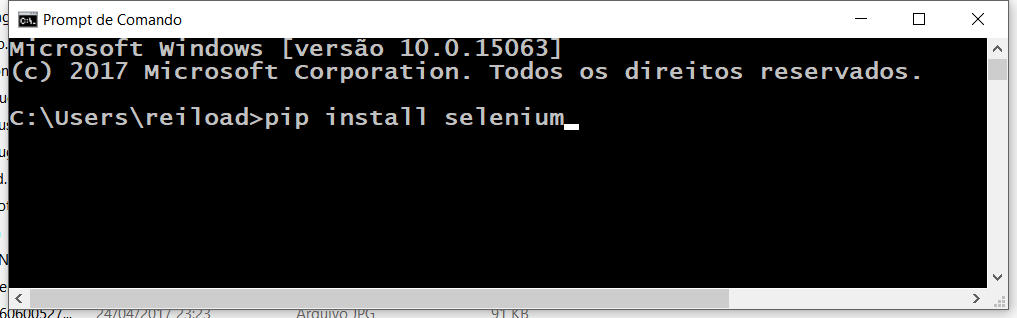 Prompt de Comando
Microsoft Windows [versão 10.0.15063]
(c) 2017 Microsoft Corporation. Todos os direitos reservados.
C:\Users\reiload>pip install selenium
60600527... 24/04/2017 23:23 Arquivo JPG 91 KB